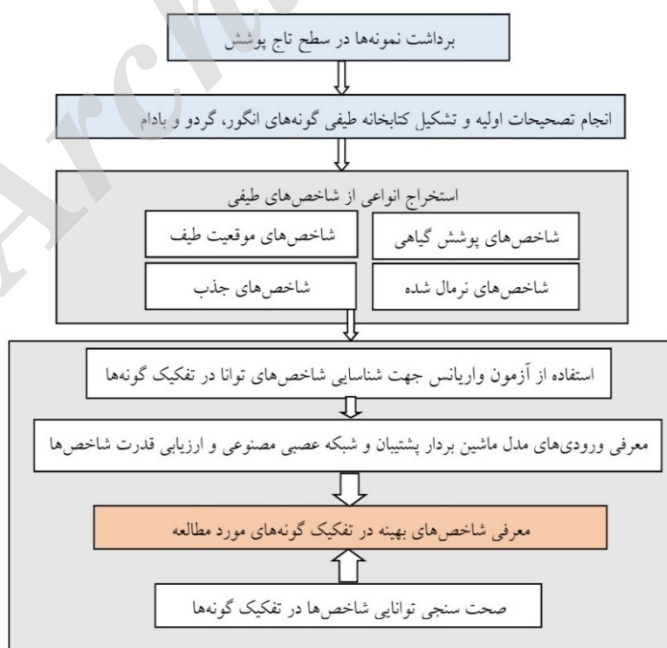 برداشت نمونه‌ها در سطح تاج پوشش
انجام تصحیحات اولیه و تشکیل کتابخانه طیفی گونه‌های انگور، گردو و بادام
استخراج انواعی از شاخص‌های طیفی
شاخص‌های پوشش گیاهی
شاخص‌های موقعیت طیف
شاخص‌های نرمال شده
شاخص‌های جذب
استفاده از آزمون واریانس جهت شناسایی شاخص‌های توانا در تفکیک گونه‌ها
معرفی ورودی‌های مدل ماشین بردار پشتیبان و شبکه عصبی مصنوعی و ارزیابی قدرت شاخص‌ها
معرفی شاخص‌های بهینه در تفکیک گونه‌های مورد مطالعه
صحت سنجی توانایی شاخص‌ها در تفکیک گونه‌ها